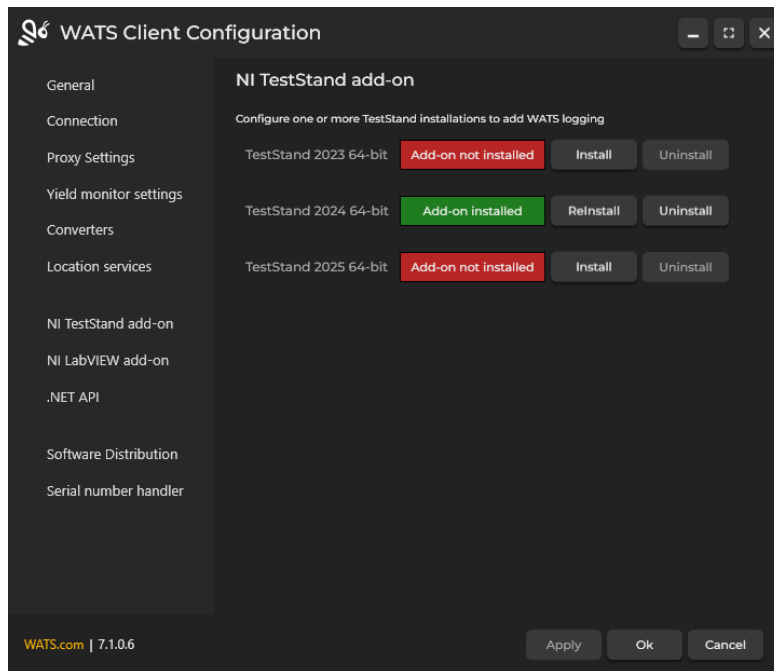 WATS Client Configuration
General
Connection
Proxy Settings
Yield monitor settings
Converters
Location services
NI TestStand add-on
NI LabVIEW add-on
.NET API
Software Distribution
Serial number handler
NI TestStand add-on
Configure one or more TestStand installations to add WATS logging
TestStand 2023 64-bit Add-on not installed Install Uninstall
TestStand 2024 64-bit Add-on installed ReInstall Uninstall
TestStand 2025 64-bit Add-on not installed Install Uninstall
WATS.com | 7.1.0.6
Apply Ok Cancel